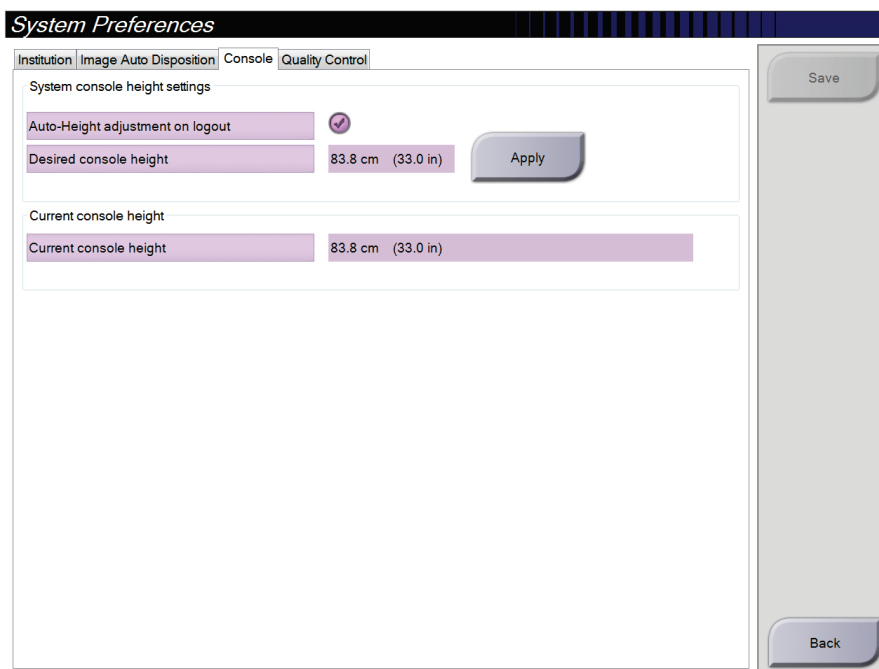 System Preferences
Institution Image Auto Disposition Console Quality Control
Save
System console height settings
Auto-Height adjustment on logout
Desired console height 83.8 cm (33.0 in) Apply
Current console height
Current console height 83.8 cm (33.0 in)
Back